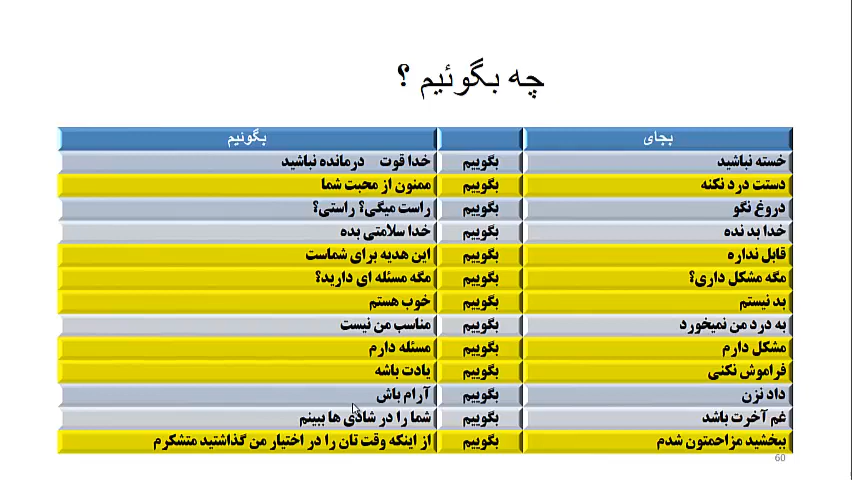 چه بگوئیم ؟
بجای بگوئیم
خسته نباشید بگوییم خدا قوت درمانده نباشید
دستت درد نکنه بگوییم ممنون از محبت شما
دروغ نگو بگوییم راست میگی؟ راستی؟
خدا بد نده بگوییم خدا سلامتی بده
قابل نداره بگوییم این هدیه برای شماست
مگه مشکل داری؟ بگوییم مگه مسئله ای دارید؟
بد نیستم بگوییم خوب هستم
به درد من نمیخورد بگوییم مناسب من نیست
مشکل دارم بگوییم مسئله دارم
فراموش نکنی بگوییم یادت باشه
داد نزن بگوییم آرام باش
غم آخرت باشد بگوییم شما را در شادی ها ببینم
ببخشید مزاحمتون شدم بگوییم از اینکه وقت تان را در اختیار من گذاشتید متشکرم
60